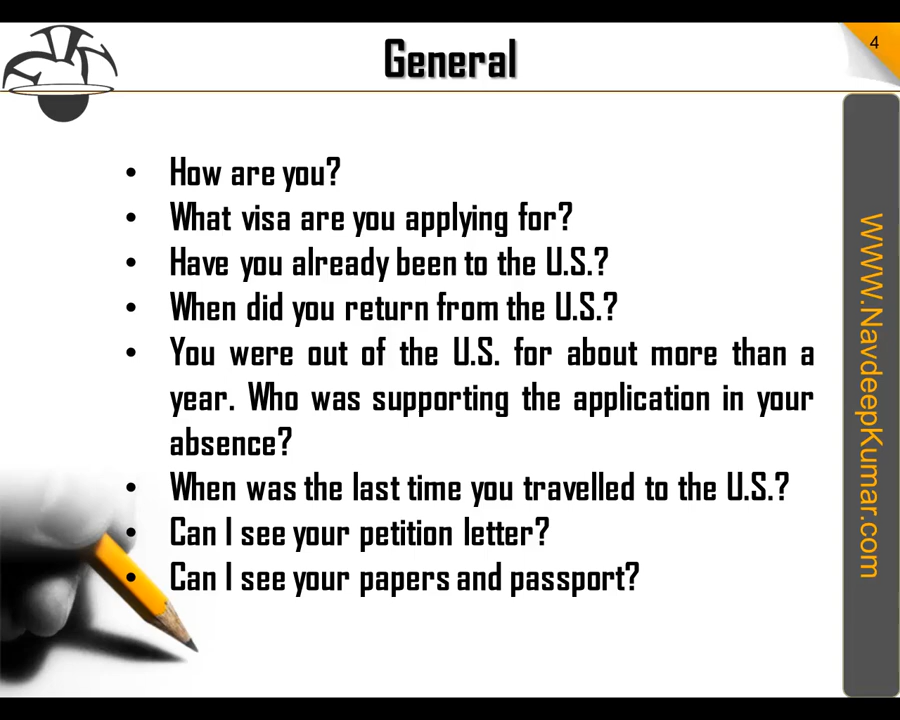 General
4
• How are you?
• What visa are you applying for?
• Have you already been to the U.S.?
• When did you return from the U.S.?
• You were out of the U.S. for about more than a
year. Who was supporting the application in your
absence?
• When was the last time you travelled to the U.S.?
• Can I see your petition letter?
• Can I see your papers and passport?
WWW.NavdeepKumar.com